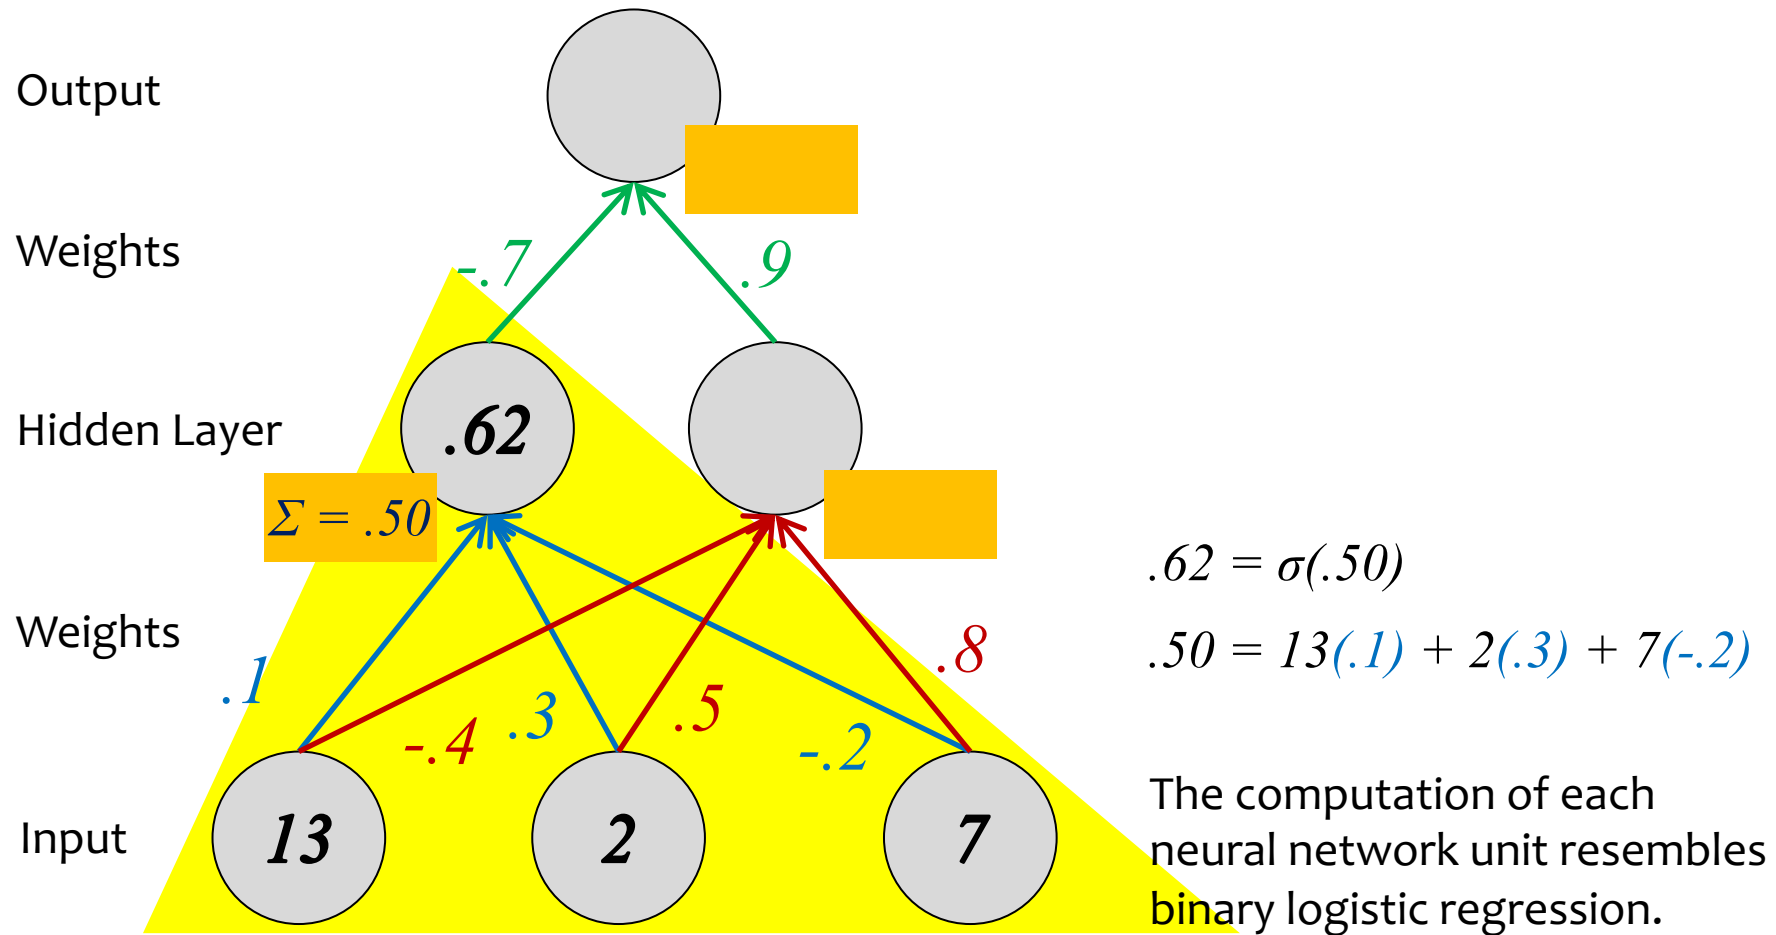 Output
Weights
-.7
.9
Hidden Layer
.62
Σ = .50
.62 = σ(.50)
Weights
.50 = 13(.1) + 2(.3) + 7(-.2)
.1
-.4
.3
.5
-.2
.8
Input
13
2
7
The computation of each
neural network unit resembles
binary logistic regression.